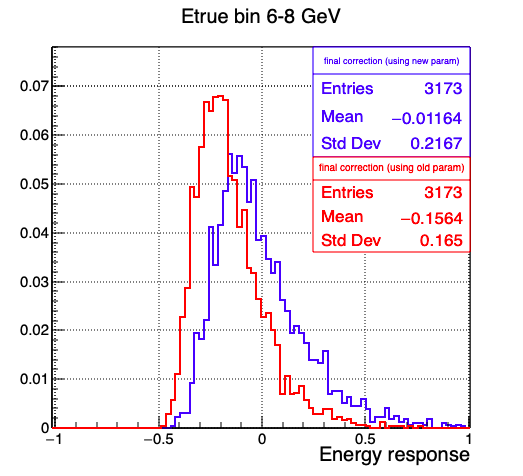 Etrue bin 6-8 GeV
final correction (using new param)
Entries 3173
Mean −0.01164
Std Dev 0.2167
final correction (using old param)
Entries 3173
Mean −0.1564
Std Dev 0.165
0.07
0.06
0.05
0.04
0.03
0.02
0.01
0
−1 −0.5 0 0.5 1
Energy response